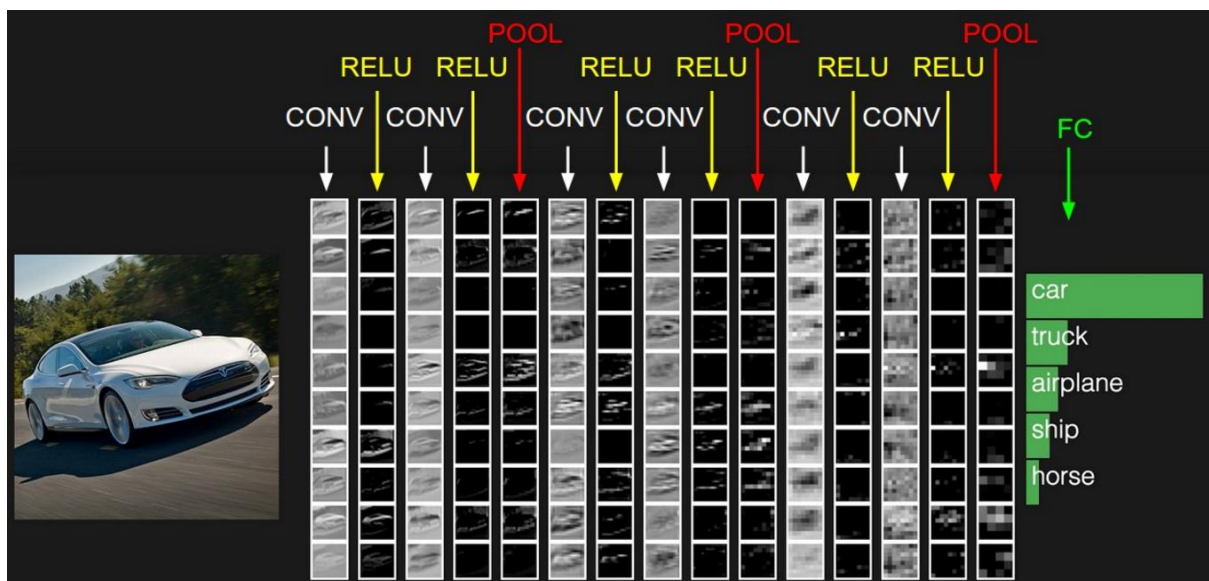 POOL POOL POOL
RELU RELU RELU RELU RELU RELU
CONV CONV CONV CONV CONV CONV
FC
car
truck
airplane
ship
horse